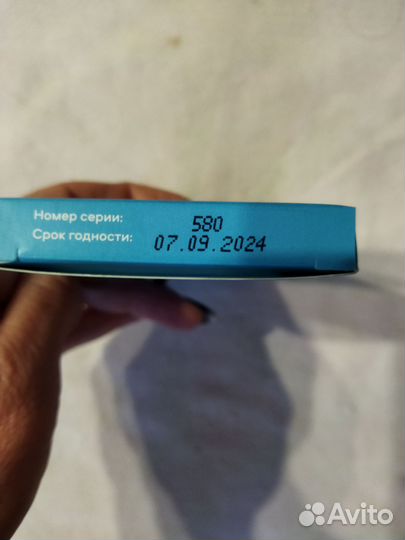 Номер серии: 580
Срок годности: 07.09.2024
Avito